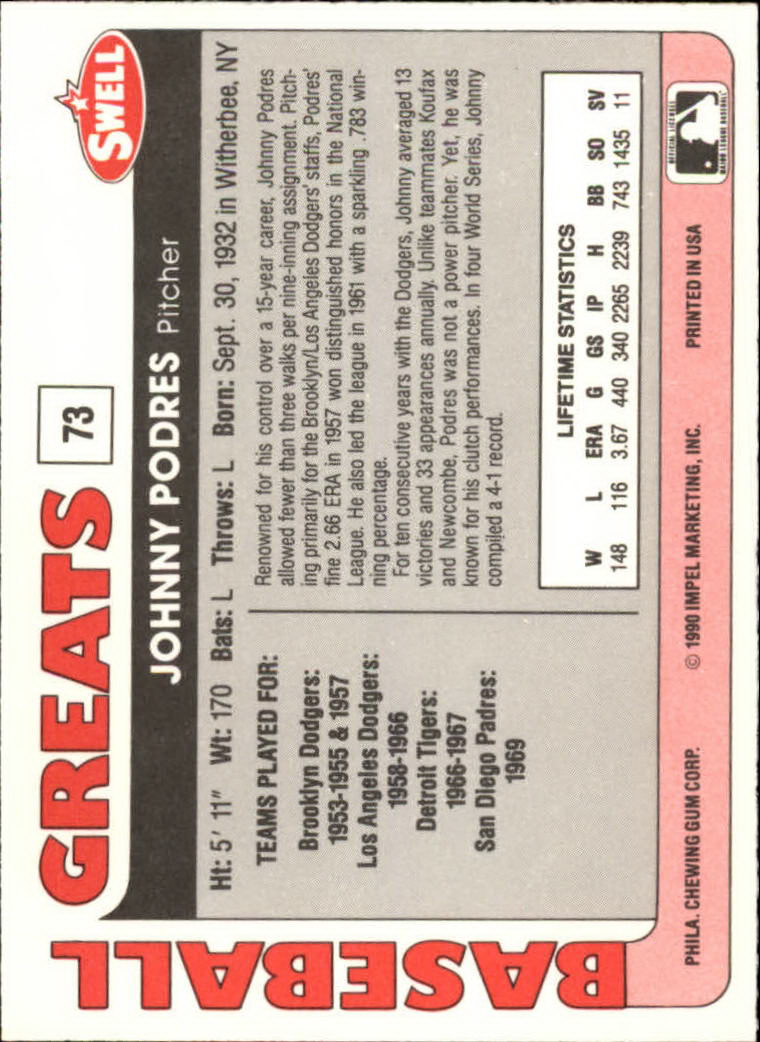 BASEBALL
GREATS
73
SWELL
JOHNNY PODRES Pitcher
Ht: 5' 11" Wt: 170 Bats: L Throws: L Born: Sept. 30, 1932 in Witherbee, NY
TEAMS PLAYED FOR:
Brooklyn Dodgers:
1953-1955 & 1957
Los Angeles Dodgers:
1958-1966
Detroit Tigers:
1966-1967
San Diego Padres:
1969
Renowned for his control over a 15-year career, Johnny Podres
allowed fewer than three walks per nine-inning assignment. Pitch-
ing primarily for the Brooklyn/Los Angeles Dodgers' staffs, Podres'
fine 2.66 ERA in 1957 won distinguished honors in the National
League. He also led the league in 1961 with a sparkling .783 win-
ning percentage.
For ten consecutive years with the Dodgers, Johnny averaged 13
victories and 33 appearances annually. Unlike teammates Koufax
and Newcombe, Podres was not a power pitcher. Yet, he was
known for his clutch performances. In four World Series, Johnny
compiled a 4-1 record.
LIFETIME STATISTICS
W L ERA G GS IP H BB SO SV
148 116 3.67 440 340 2265 2239 743 1435 11
PHILA. CHEWING GUM CORP. © 1990 IMPEL MARKETING, INC. PRINTED IN USA
OFFICIAL LICENSEE
MAJOR LEAGUE BASEBALL